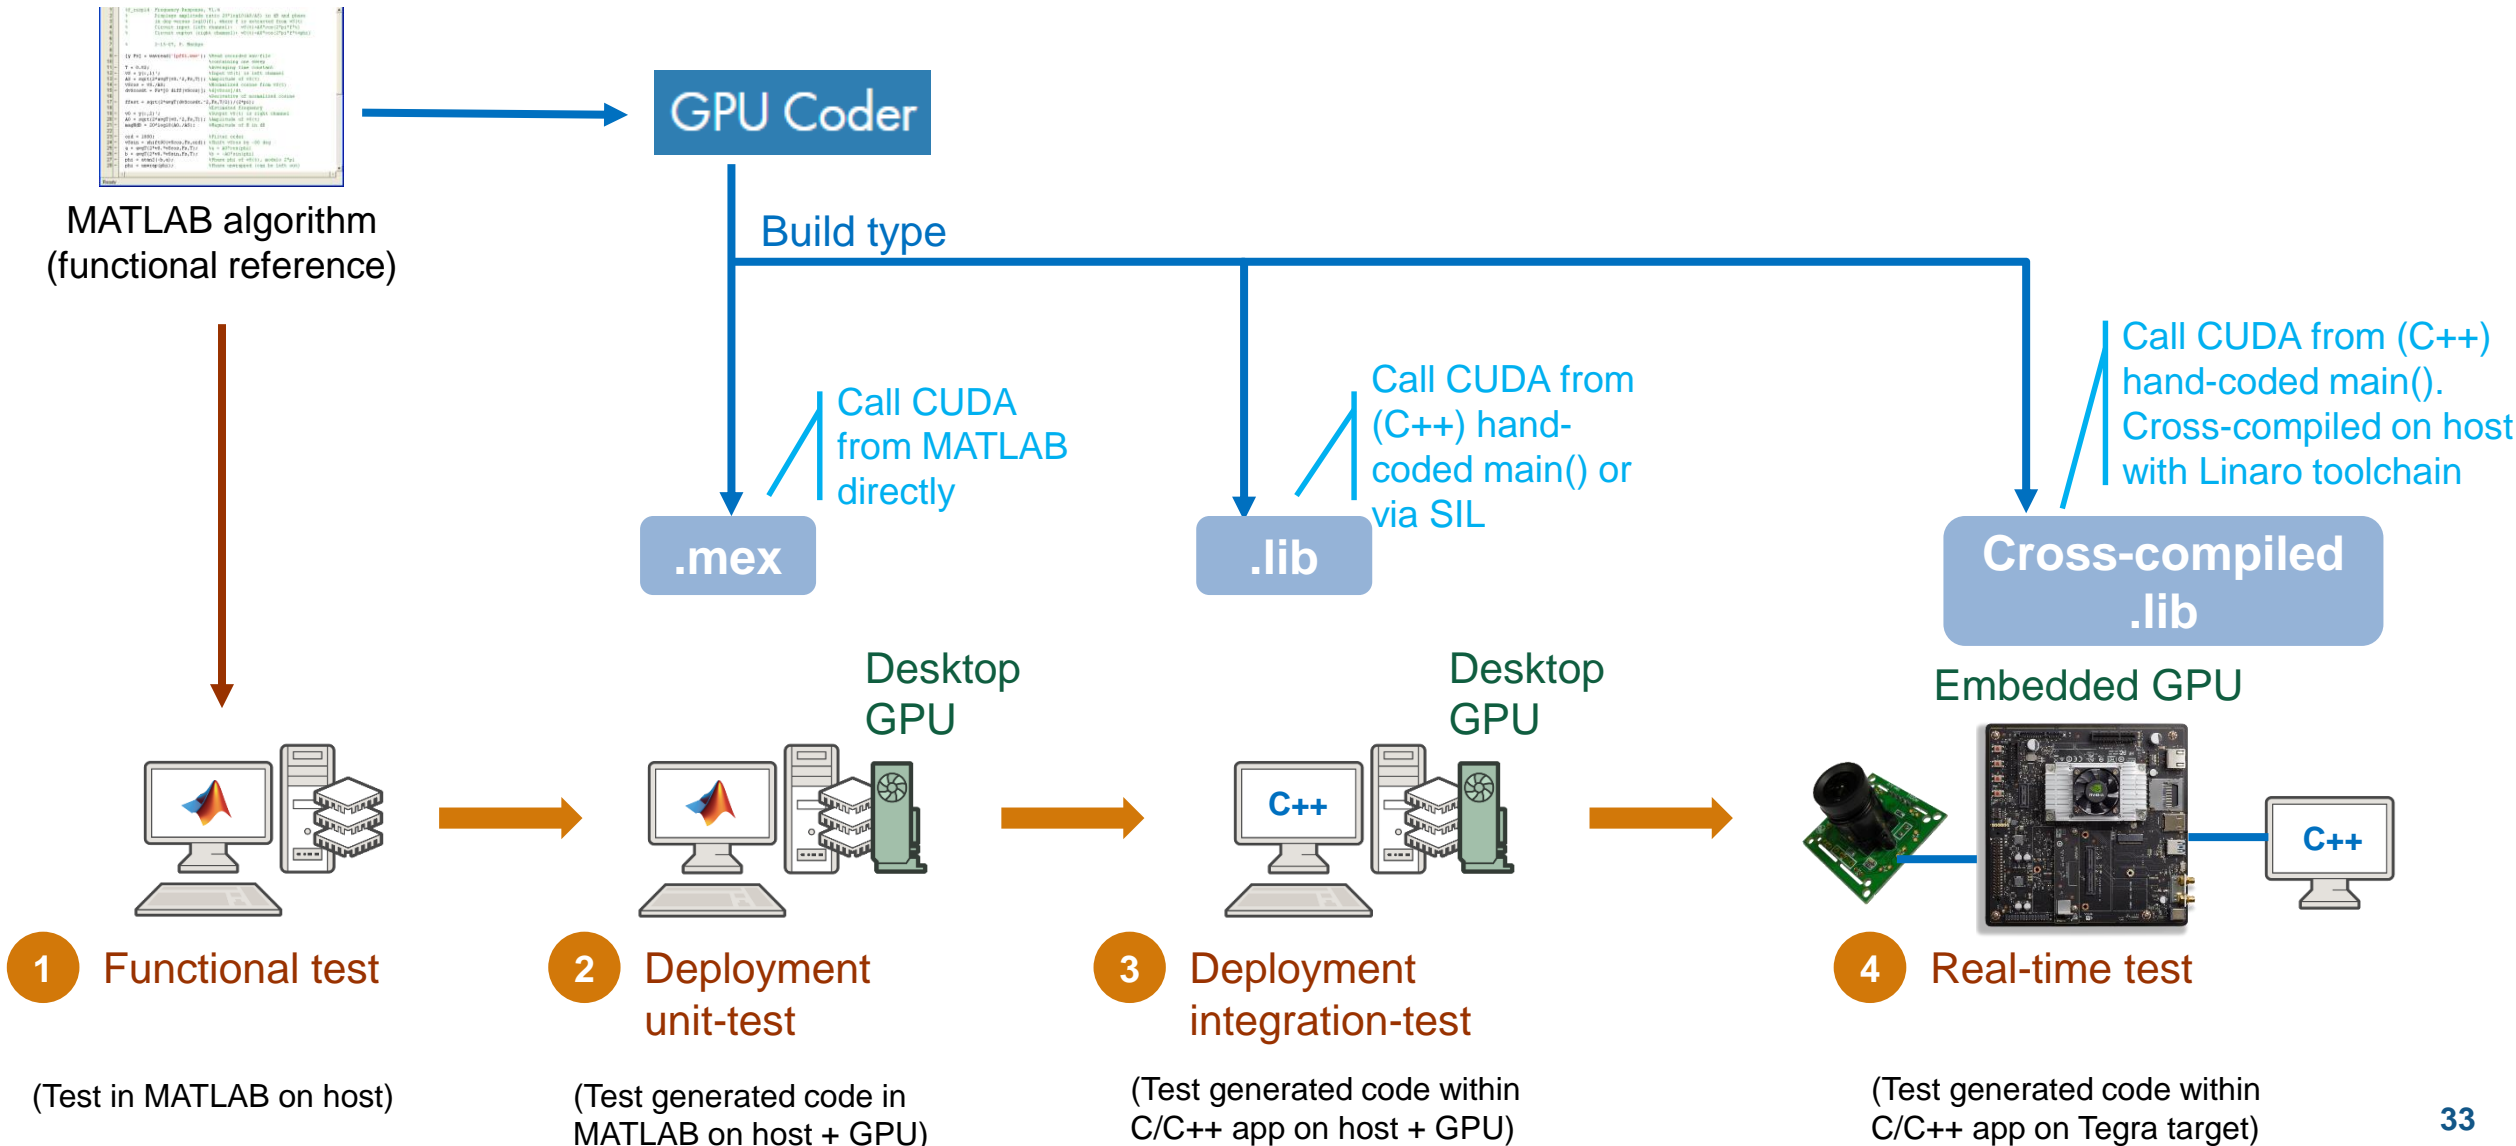 GPU Coder
MATLAB algorithm
(functional reference)
Build type
Call CUDA
from MATLAB
directly
Call CUDA from
(C++) hand-
coded main() or
via SIL
Call CUDA from (C++)
hand-coded main().
Cross-compiled on host
with Linaro toolchain
.mex
.lib
Cross-compiled
.lib
Desktop
GPU
Desktop
GPU
Embedded GPU
C++
C++
1
Functional test
2
Deployment
unit-test
3
Deployment
integration-test
4
Real-time test
(Test in MATLAB on host)
(Test generated code in
MATLAB on host + GPU)
(Test generated code within
C/C++ app on host + GPU)
(Test generated code within
C/C++ app on Tegra target)
33